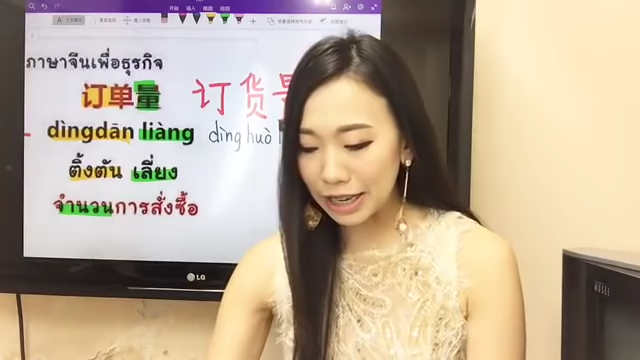 ภาษาจีนเพื่อธุรกิจ
订单量 订货量
dìngdān liàng dìng huò
ติ้งตัน เลี่ยง
จำนวนการสั่งซื้อ
LG